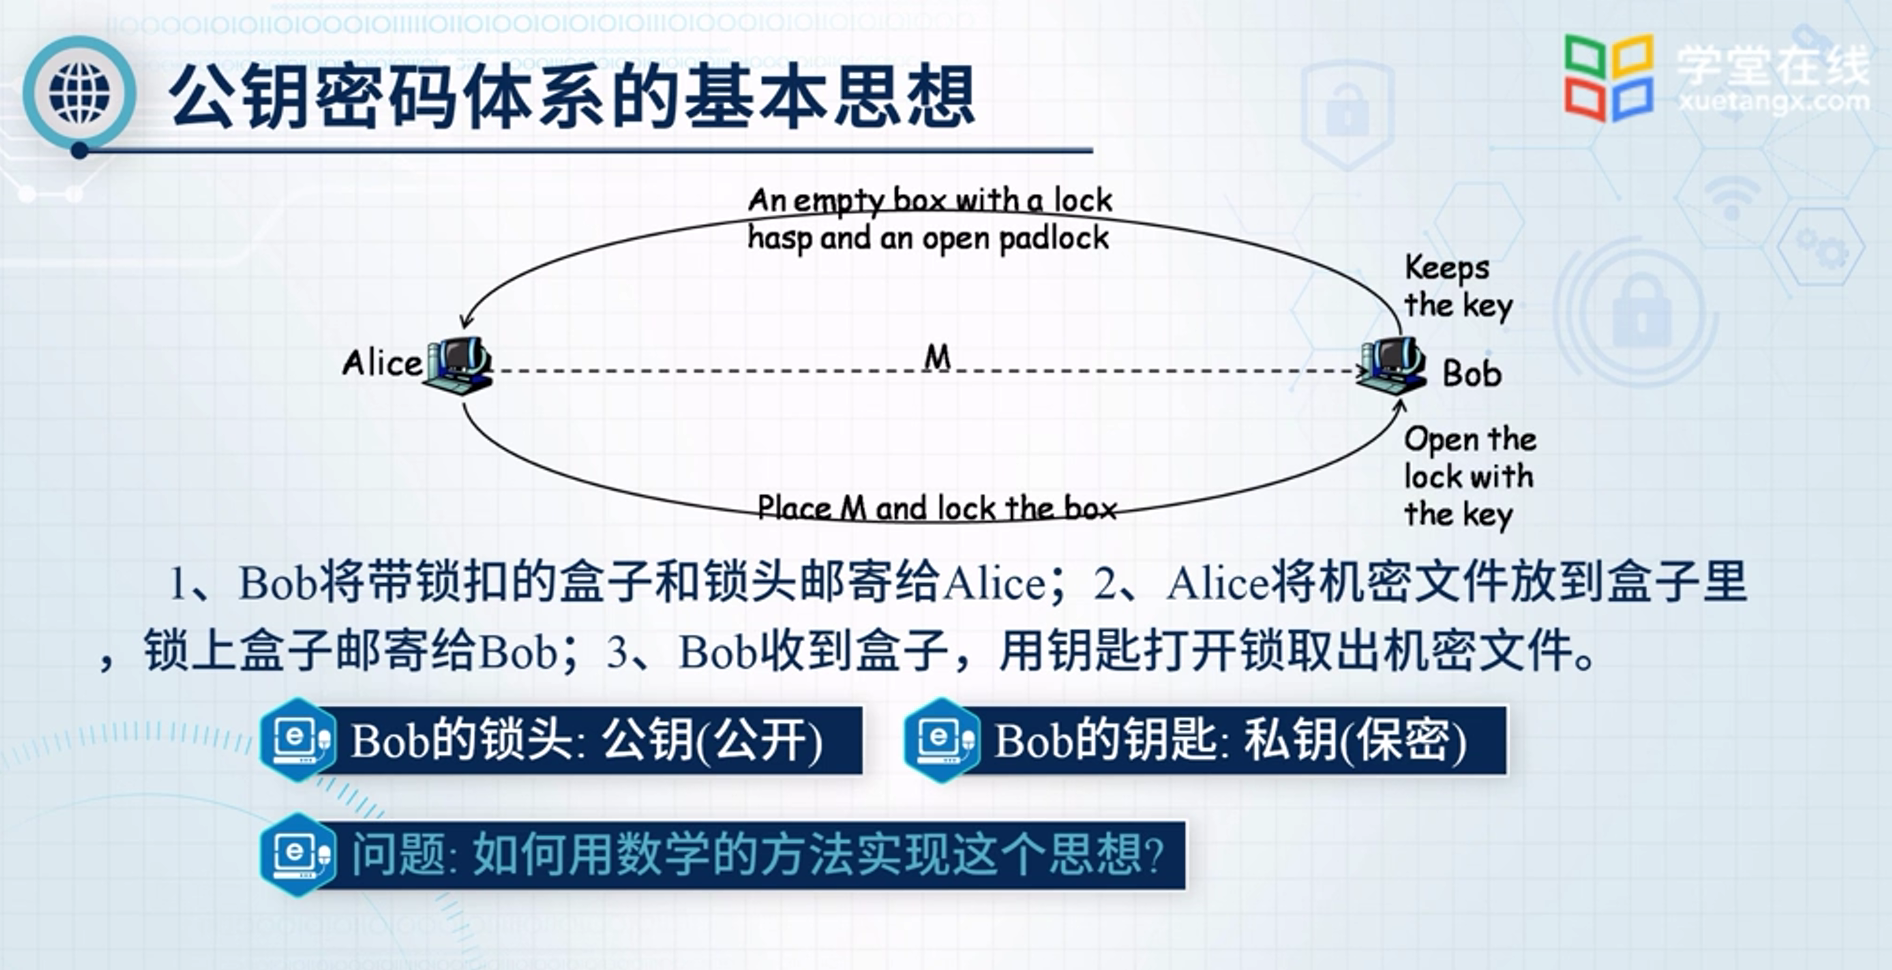 公钥密码体系的基本思想
学堂在线
xuetangx.com
An empty box with a lock
hasp and an open padlock
Keeps
the key
Alice
M
Bob
Open the
lock with
the key
Place M and lock the box
1、Bob将带锁扣的盒子和锁头邮寄给Alice；2、Alice将机密文件放到盒子里
，锁上盒子邮寄给Bob；3、Bob收到盒子，用钥匙打开锁取出机密文件。
Bob的锁头: 公钥(公开)
Bob的钥匙: 私钥(保密)
问题: 如何用数学的方法实现这个思想?